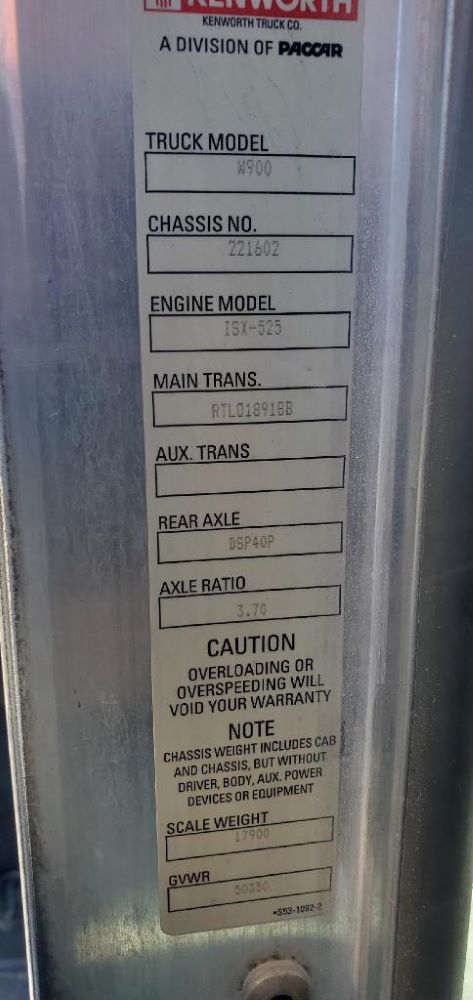 KENWORTH
KENWORTH TRUCK CO.
A DIVISION OF PACCAR
TRUCK MODEL
W900
CHASSIS NO.
221602
ENGINE MODEL
ISX-525
MAIN TRANS.
RTLO18918B
AUX. TRANS
REAR AXLE
DSP40P
AXLE RATIO
3.70
CAUTION
OVERLOADING OR
OVERSPEEDING WILL
VOID YOUR WARRANTY
NOTE
CHASSIS WEIGHT INCLUDES CAB
AND CHASSIS, BUT WITHOUT
DRIVER, BODY, AUX. POWER
DEVICES OR EQUIPMENT
SCALE WEIGHT
17900
GVWR
50350
•S53-1092-2